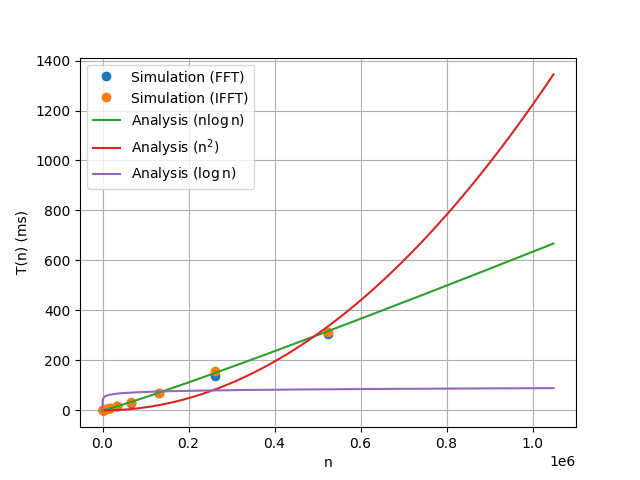 1400
1200
1000
800
600
400
200
0
T(n) (ms)
Simulation (FFT)
Simulation (IFFT)
Analysis (nlog n)
Analysis (n²)
Analysis (log n)
0.0 0.2 0.4 0.6 0.8 1.0
1e6
n